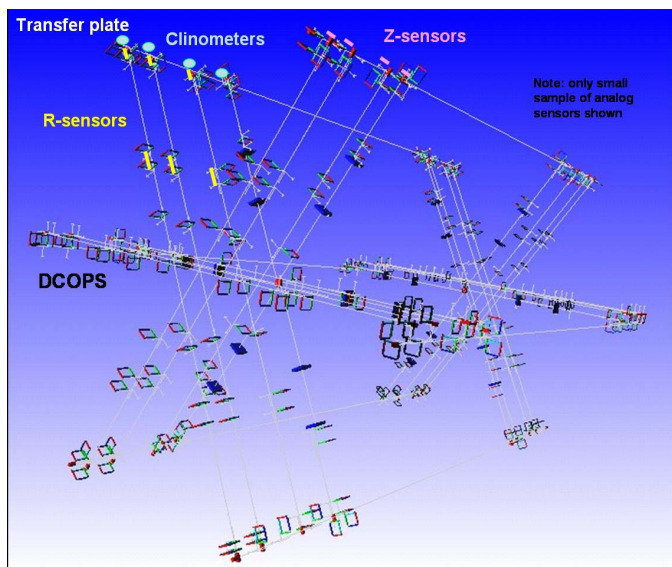 Transfer plate
Clinometers
Z-sensors
Note: only small
sample of analog
sensors shown
R-sensors
DCOPS